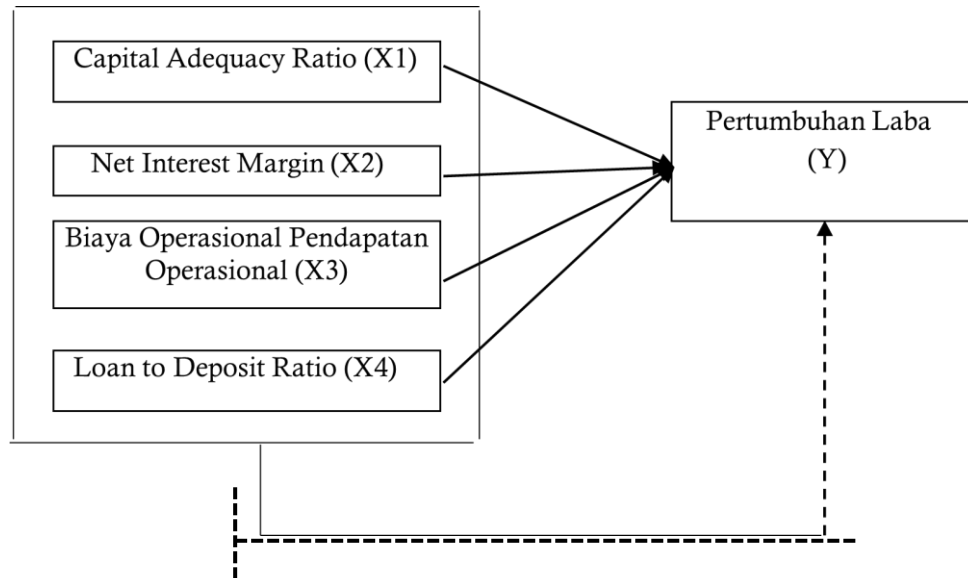 Capital Adequacy Ratio (X1)
Net Interest Margin (X2)
Biaya Operasional Pendapatan
Operasional (X3)
Loan to Deposit Ratio (X4)
Pertumbuhan Laba
(Y)